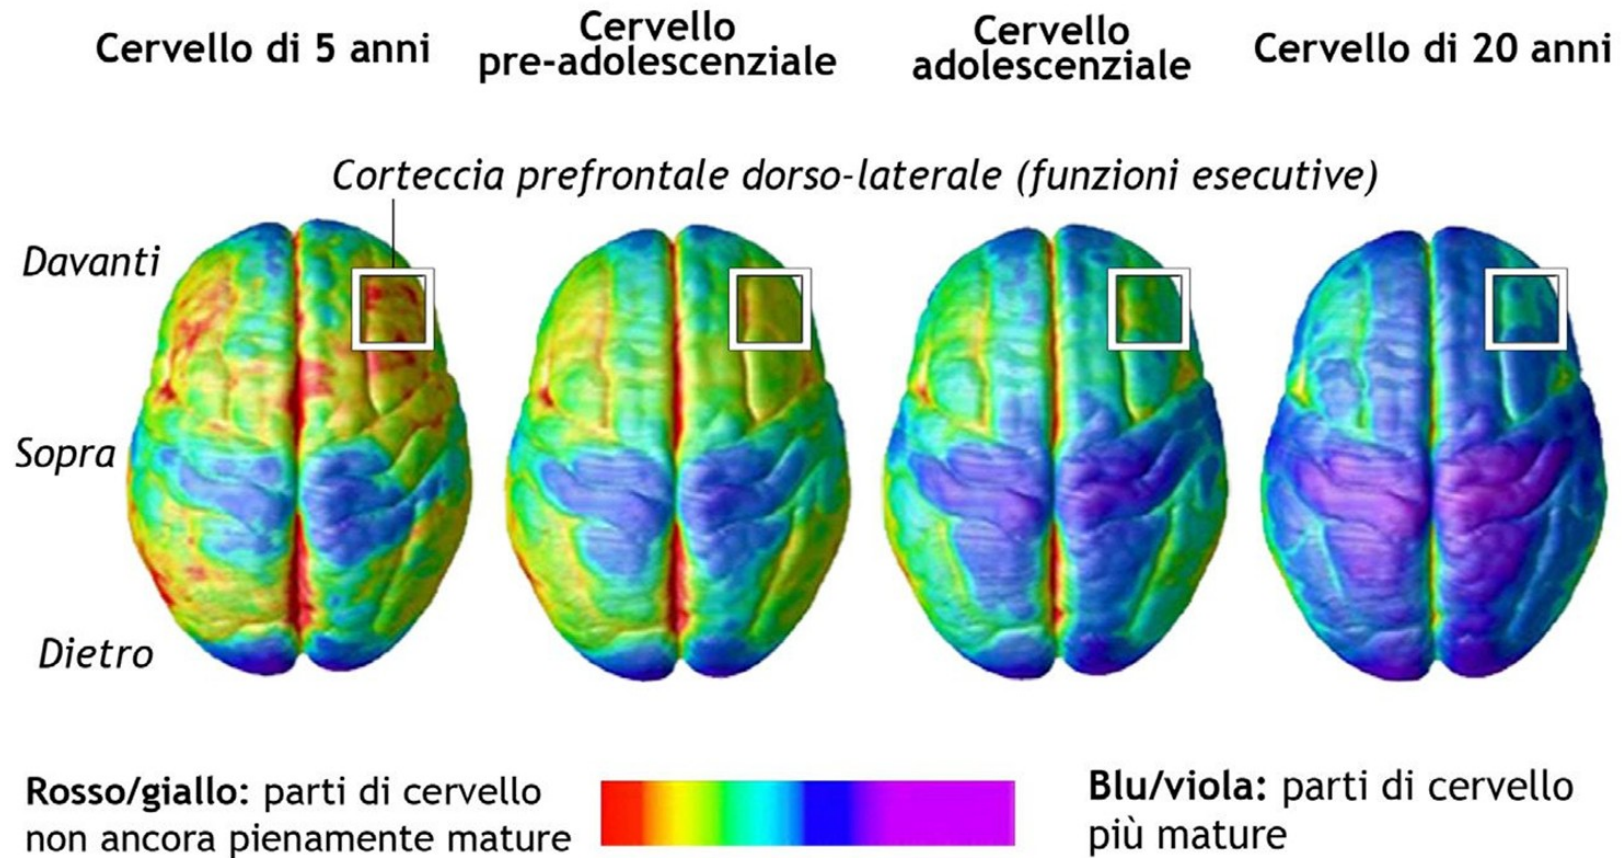 Cervello di 5 anni
Cervello
pre-adolescenziale
Cervello
adolescenziale
Cervello di 20 anni
Corteccia prefrontale dorso-laterale (funzioni esecutive)
Davanti
Sopra
Dietro
Rosso/giallo: parti di cervello
non ancora pienamente mature
Blu/viola: parti di cervello
più mature